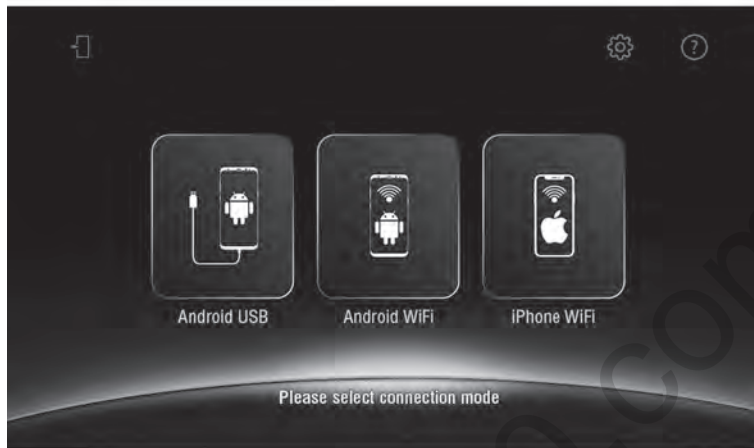 ?
Android USB
Android WiFi
iPhone WiFi
Please select connection mode